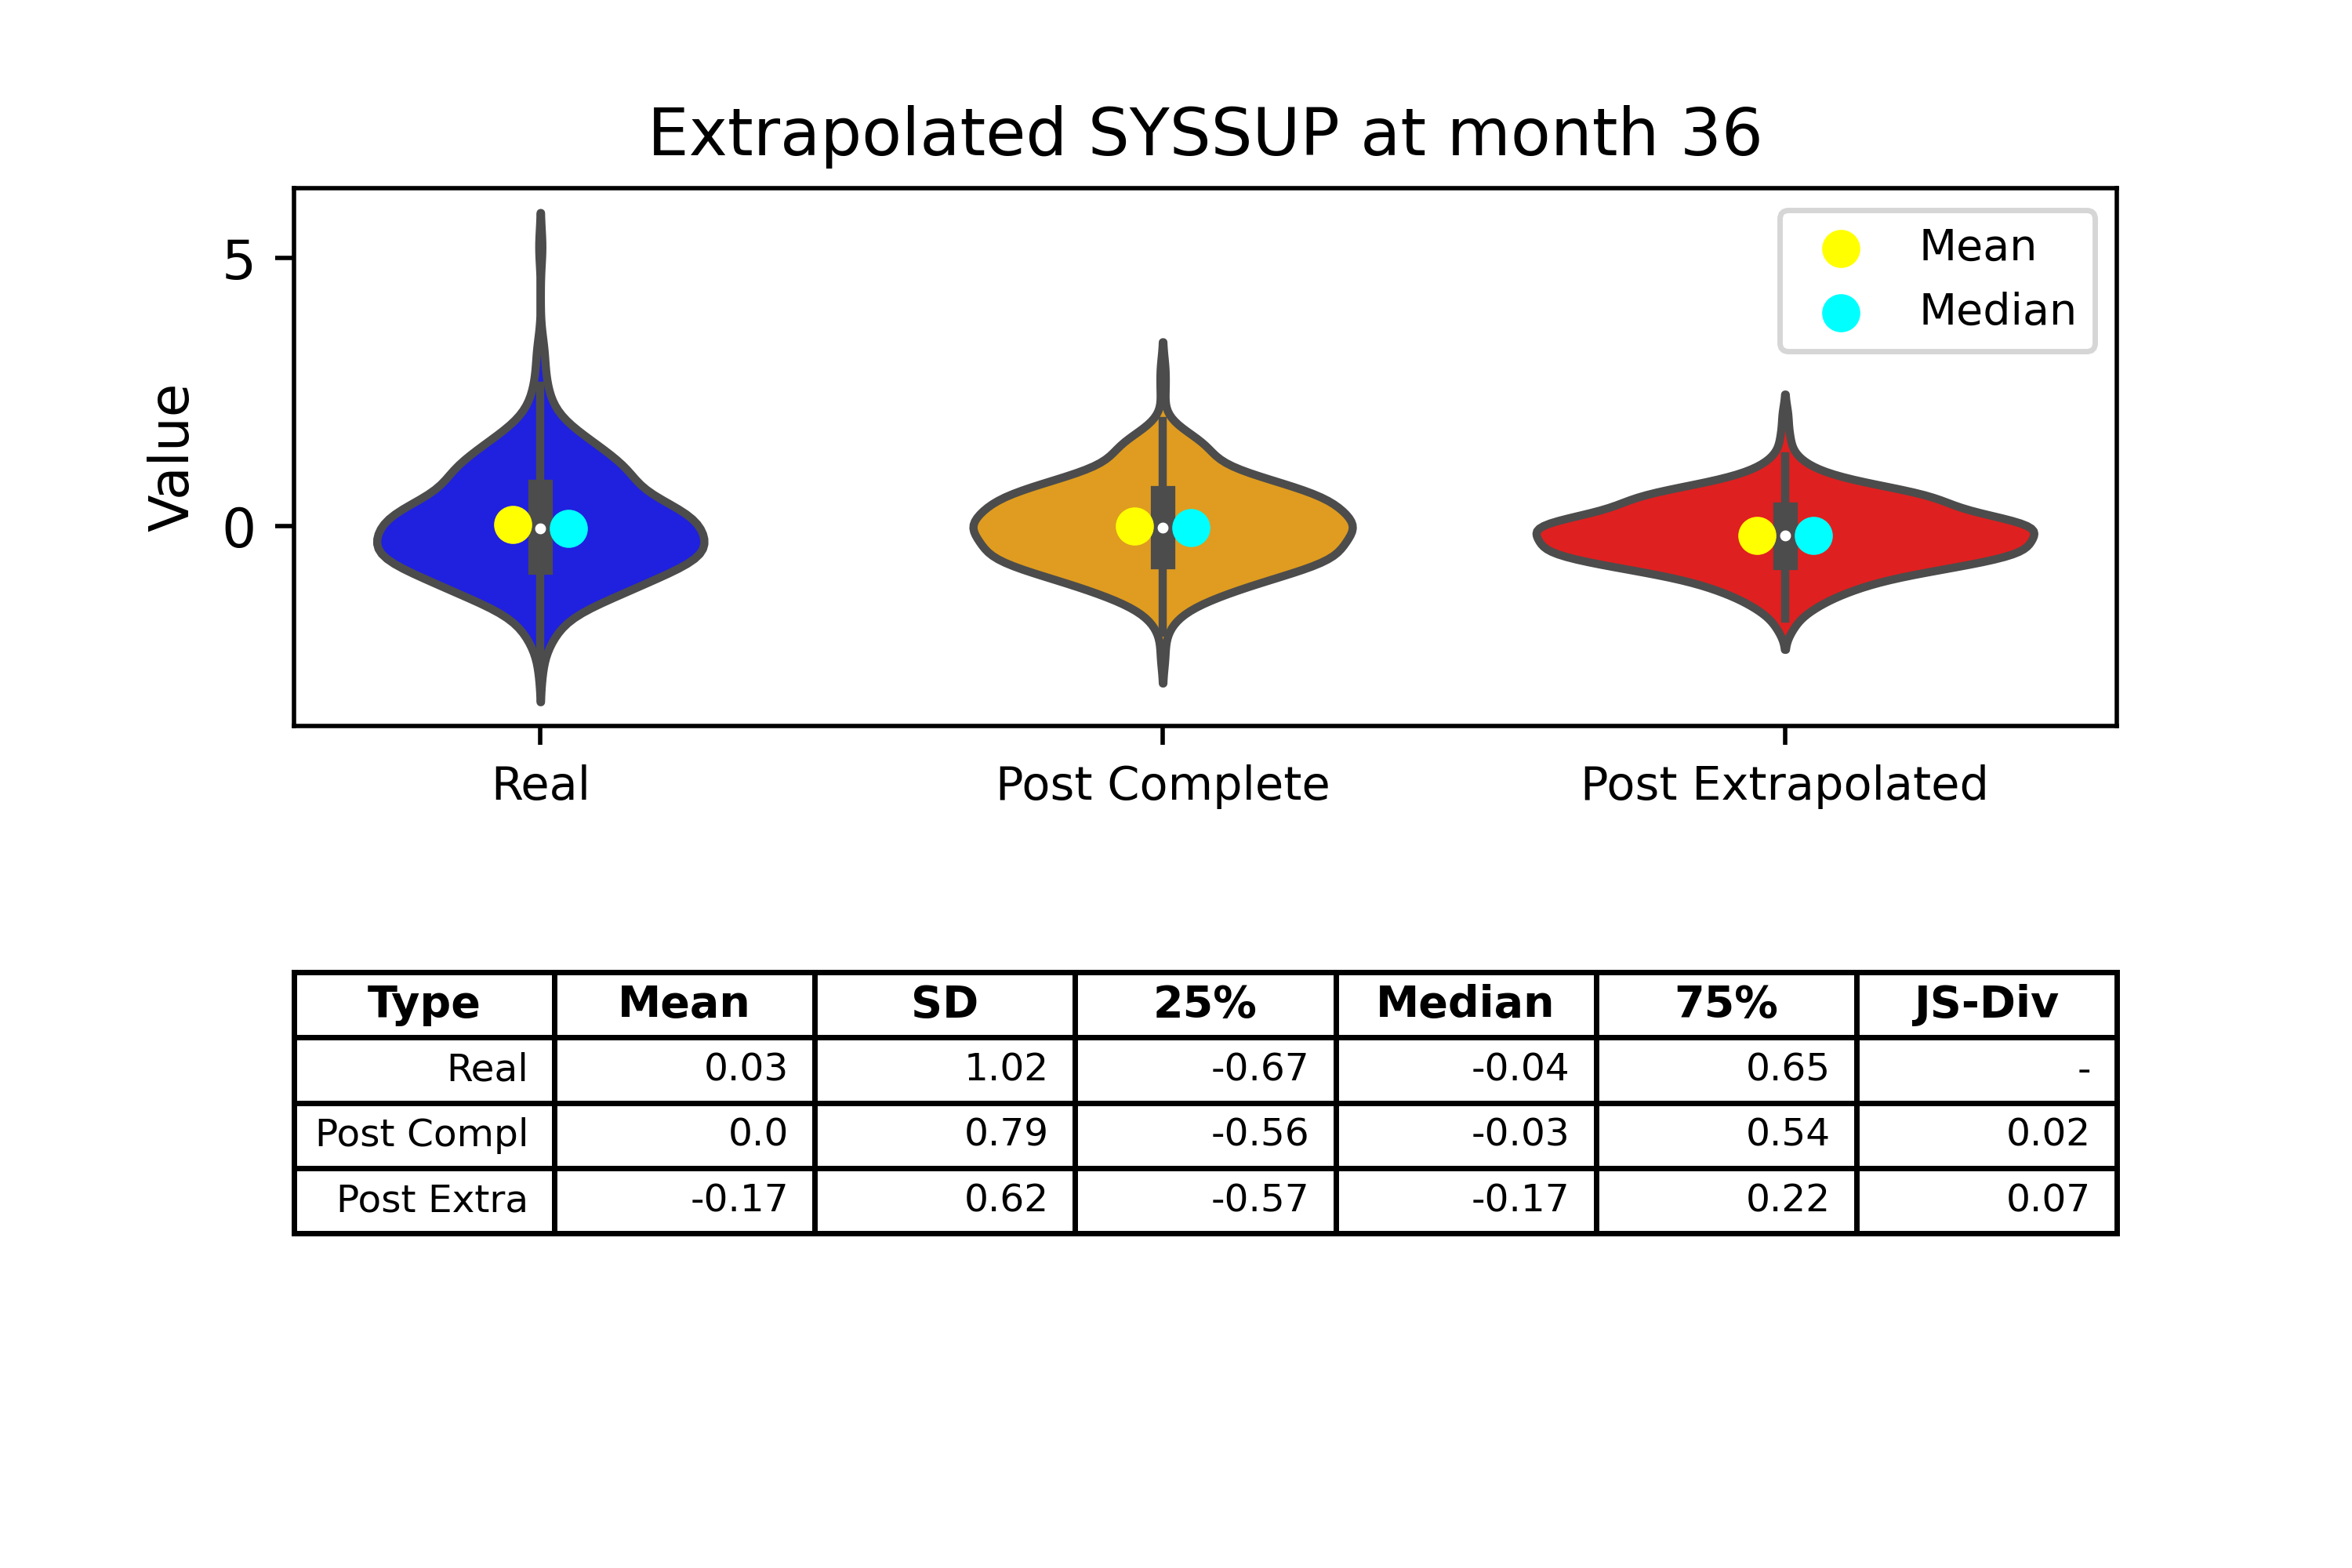 Extrapolated SYSSUP at month 36
5
0
Value
Mean
Median
Real Post Complete Post Extrapolated
Type Mean SD 25% Median 75% JS-Div
Real 0.03 1.02 -0.67 -0.04 0.65 -
Post Compl 0.0 0.79 -0.56 -0.03 0.54 0.02
Post Extra -0.17 0.62 -0.57 -0.17 0.22 0.07